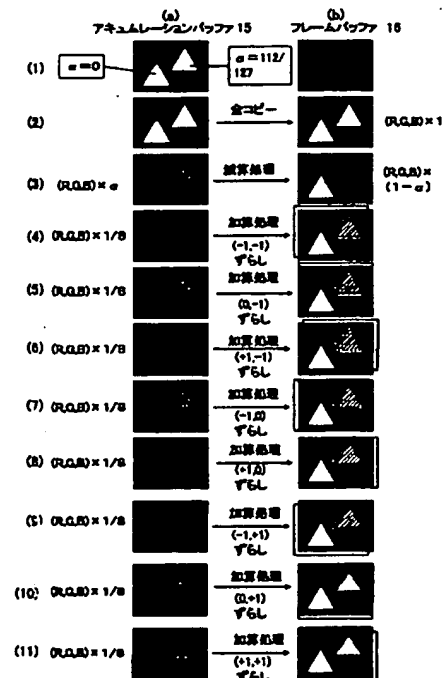 (a)
(b)
アキュムレーションバッファ 15
フレームバッファ 16
(1)
α=0
α=112/
127
(2)
全コピー
(R,G,B)×1
(3) (R,G,B)×α
減算処理
(R,G,B)×
(1-α)
(4) (R,G,B)×1/8
加算処理
(-1,-1)
ずらし
(5) (R,G,B)×1/8
加算処理
(0,-1)
ずらし
(6) (R,G,B)×1/8
加算処理
(+1,-1)
ずらし
(7) (R,G,B)×1/8
加算処理
(-1,0)
ずらし
(8) (R,G,B)×1/8
加算処理
(+1,0)
ずらし
(9) (R,G,B)×1/8
加算処理
(-1,+1)
ずらし
(10) (R,G,B)×1/8
加算処理
(0,+1)
ずらし
(11) (R,G,B)×1/8
加算処理
(+1,+1)
ずらし